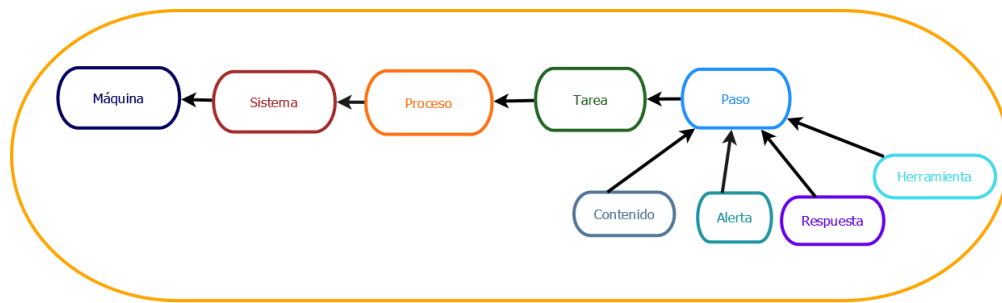 Máquina
Sistema
Proceso
Tarea
Paso
Herramienta
Contenido
Alerta
Respuesta